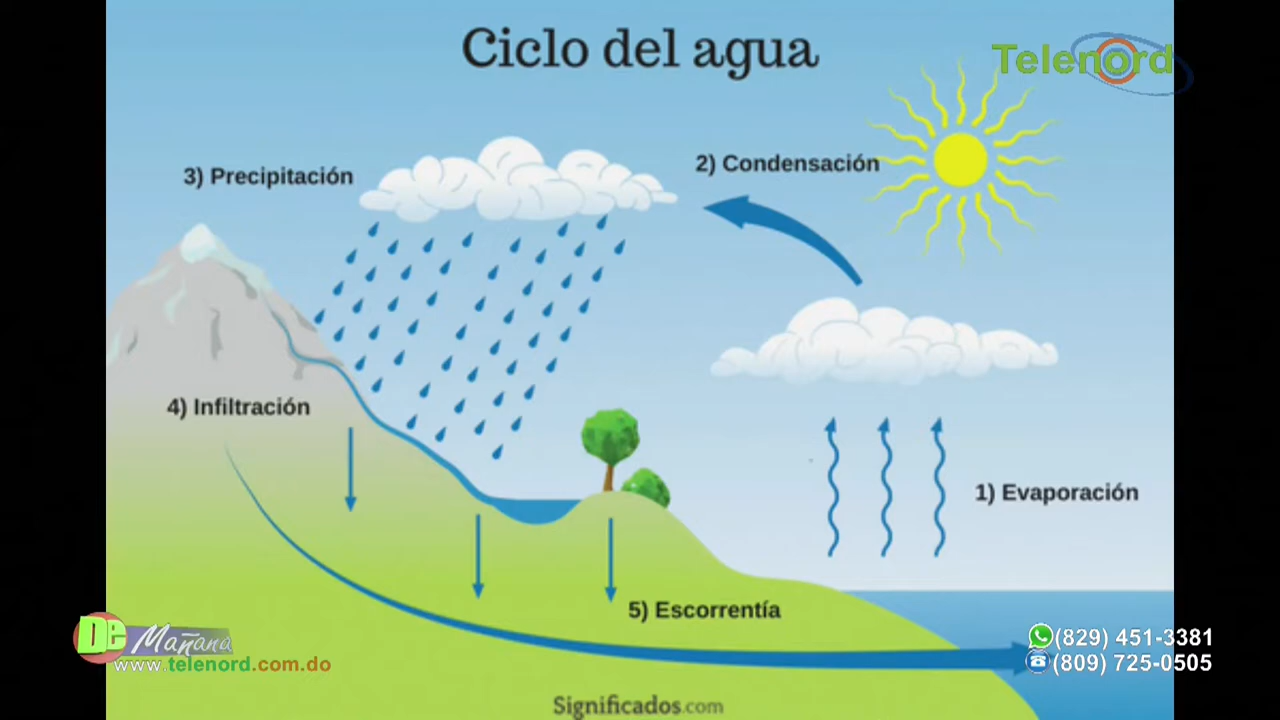 Ciclo del agua
Telenord
2) Condensación
3) Precipitación
4) Infiltración
1) Evaporación
5) Escorrentía
De Mañana
www.telenord.com.do
(829) 451-3381
(809) 725-0505
Significados.com